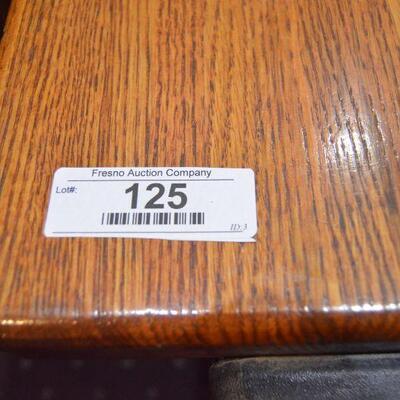 Fresno Auction Company
Lot#: 125
ID:3